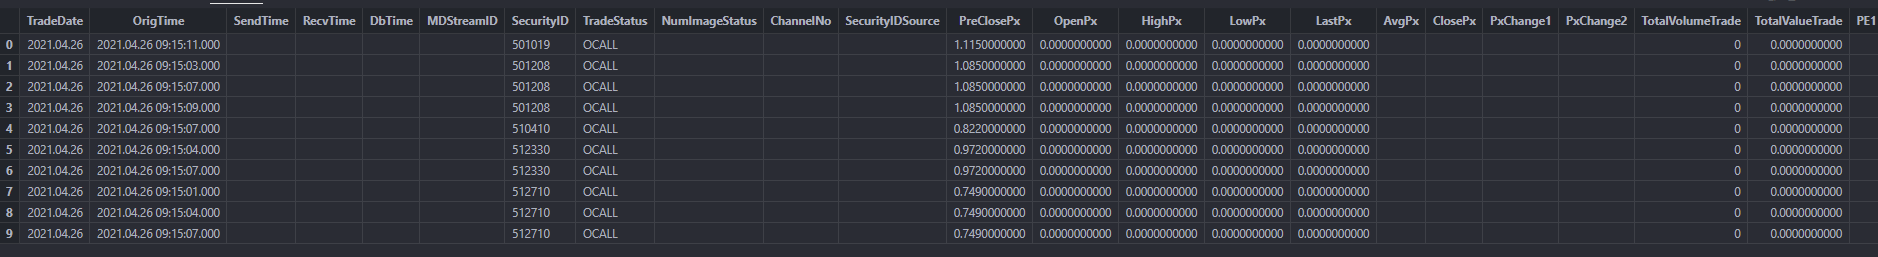 TradeDate OrigTime SendTime RecvTime DbTime MDStreamID SecurityID TradeStatus NumImageStatus ChannelNo SecurityIDSource PreClosePx OpenPx HighPx LowPx LastPx AvgPx ClosePx PxChange1 PxChange2 TotalVolumeTrade TotalValueTrade PE1
0 2021.04.26 2021.04.26 09:15:11.000 501019 OCALL 1.1150000000 0.0000000000 0.0000000000 0.0000000000 0.0000000000 0 0.0000000000
1 2021.04.26 2021.04.26 09:15:03.000 501208 OCALL 1.0850000000 0.0000000000 0.0000000000 0.0000000000 0.0000000000 0 0.0000000000
2 2021.04.26 2021.04.26 09:15:07.000 501208 OCALL 1.0850000000 0.0000000000 0.0000000000 0.0000000000 0.0000000000 0 0.0000000000
3 2021.04.26 2021.04.26 09:15:09.000 501208 OCALL 1.0850000000 0.0000000000 0.0000000000 0.0000000000 0.0000000000 0 0.0000000000
4 2021.04.26 2021.04.26 09:15:07.000 510410 OCALL 0.8220000000 0.0000000000 0.0000000000 0.0000000000 0.0000000000 0 0.0000000000
5 2021.04.26 2021.04.26 09:15:04.000 512330 OCALL 0.9720000000 0.0000000000 0.0000000000 0.0000000000 0.0000000000 0 0.0000000000
6 2021.04.26 2021.04.26 09:15:07.000 512330 OCALL 0.9720000000 0.0000000000 0.0000000000 0.0000000000 0.0000000000 0 0.0000000000
7 2021.04.26 2021.04.26 09:15:01.000 512710 OCALL 0.7490000000 0.0000000000 0.0000000000 0.0000000000 0.0000000000 0 0.0000000000
8 2021.04.26 2021.04.26 09:15:04.000 512710 OCALL 0.7490000000 0.0000000000 0.0000000000 0.0000000000 0.0000000000 0 0.0000000000
9 2021.04.26 2021.04.26 09:15:07.000 512710 OCALL 0.7490000000 0.0000000000 0.0000000000 0.0000000000 0.0000000000 0 0.0000000000